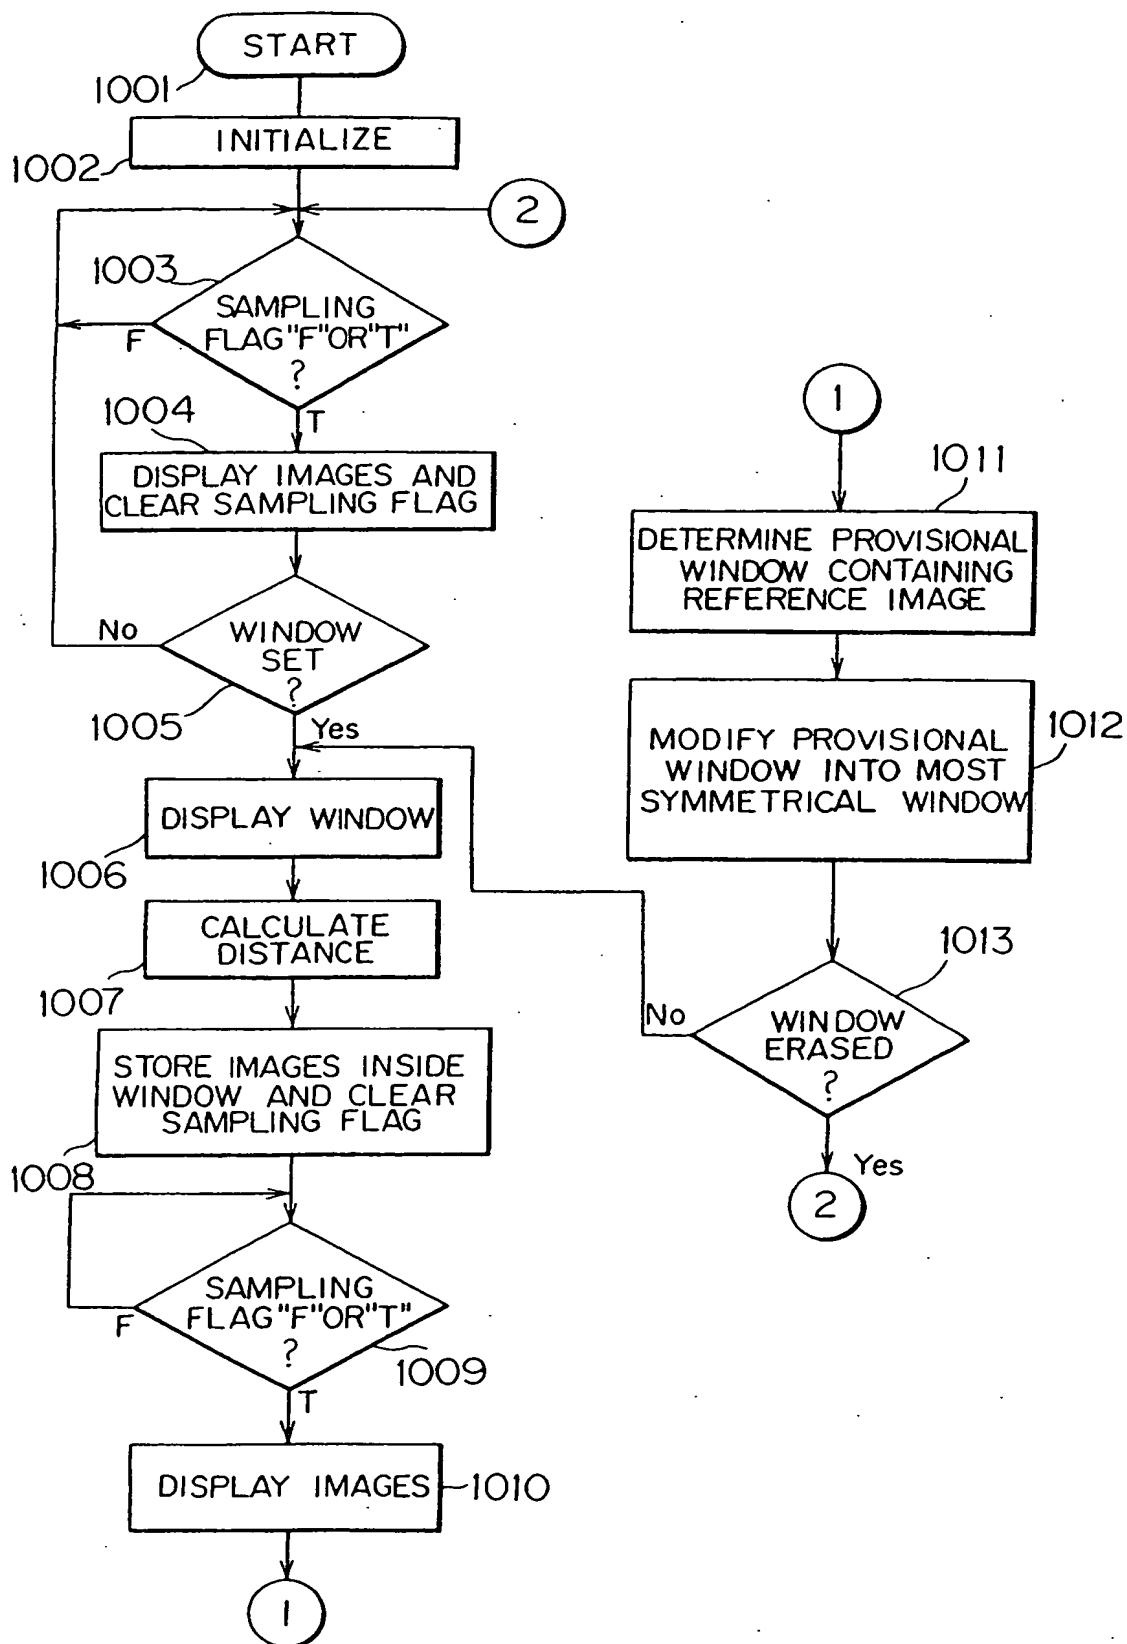 START
1001
INITIALIZE
1002
2
1003
SAMPLING
FLAG"F"OR"T"
?
F
T
1004
DISPLAY IMAGES AND
CLEAR SAMPLING FLAG
WINDOW
SET
?
No
1005
Yes
DISPLAY WINDOW
1006
CALCULATE
DISTANCE
1007
STORE IMAGES INSIDE
WINDOW AND CLEAR
SAMPLING FLAG
1008
SAMPLING
FLAG"F"OR"T"
?
F
1009
T
DISPLAY IMAGES
1010
1
1
1011
DETERMINE PROVISIONAL
WINDOW CONTAINING
REFERENCE IMAGE
1012
MODIFY PROVISIONAL
WINDOW INTO MOST
SYMMETRICAL WINDOW
1013
No
WINDOW
ERASED
?
Yes
2